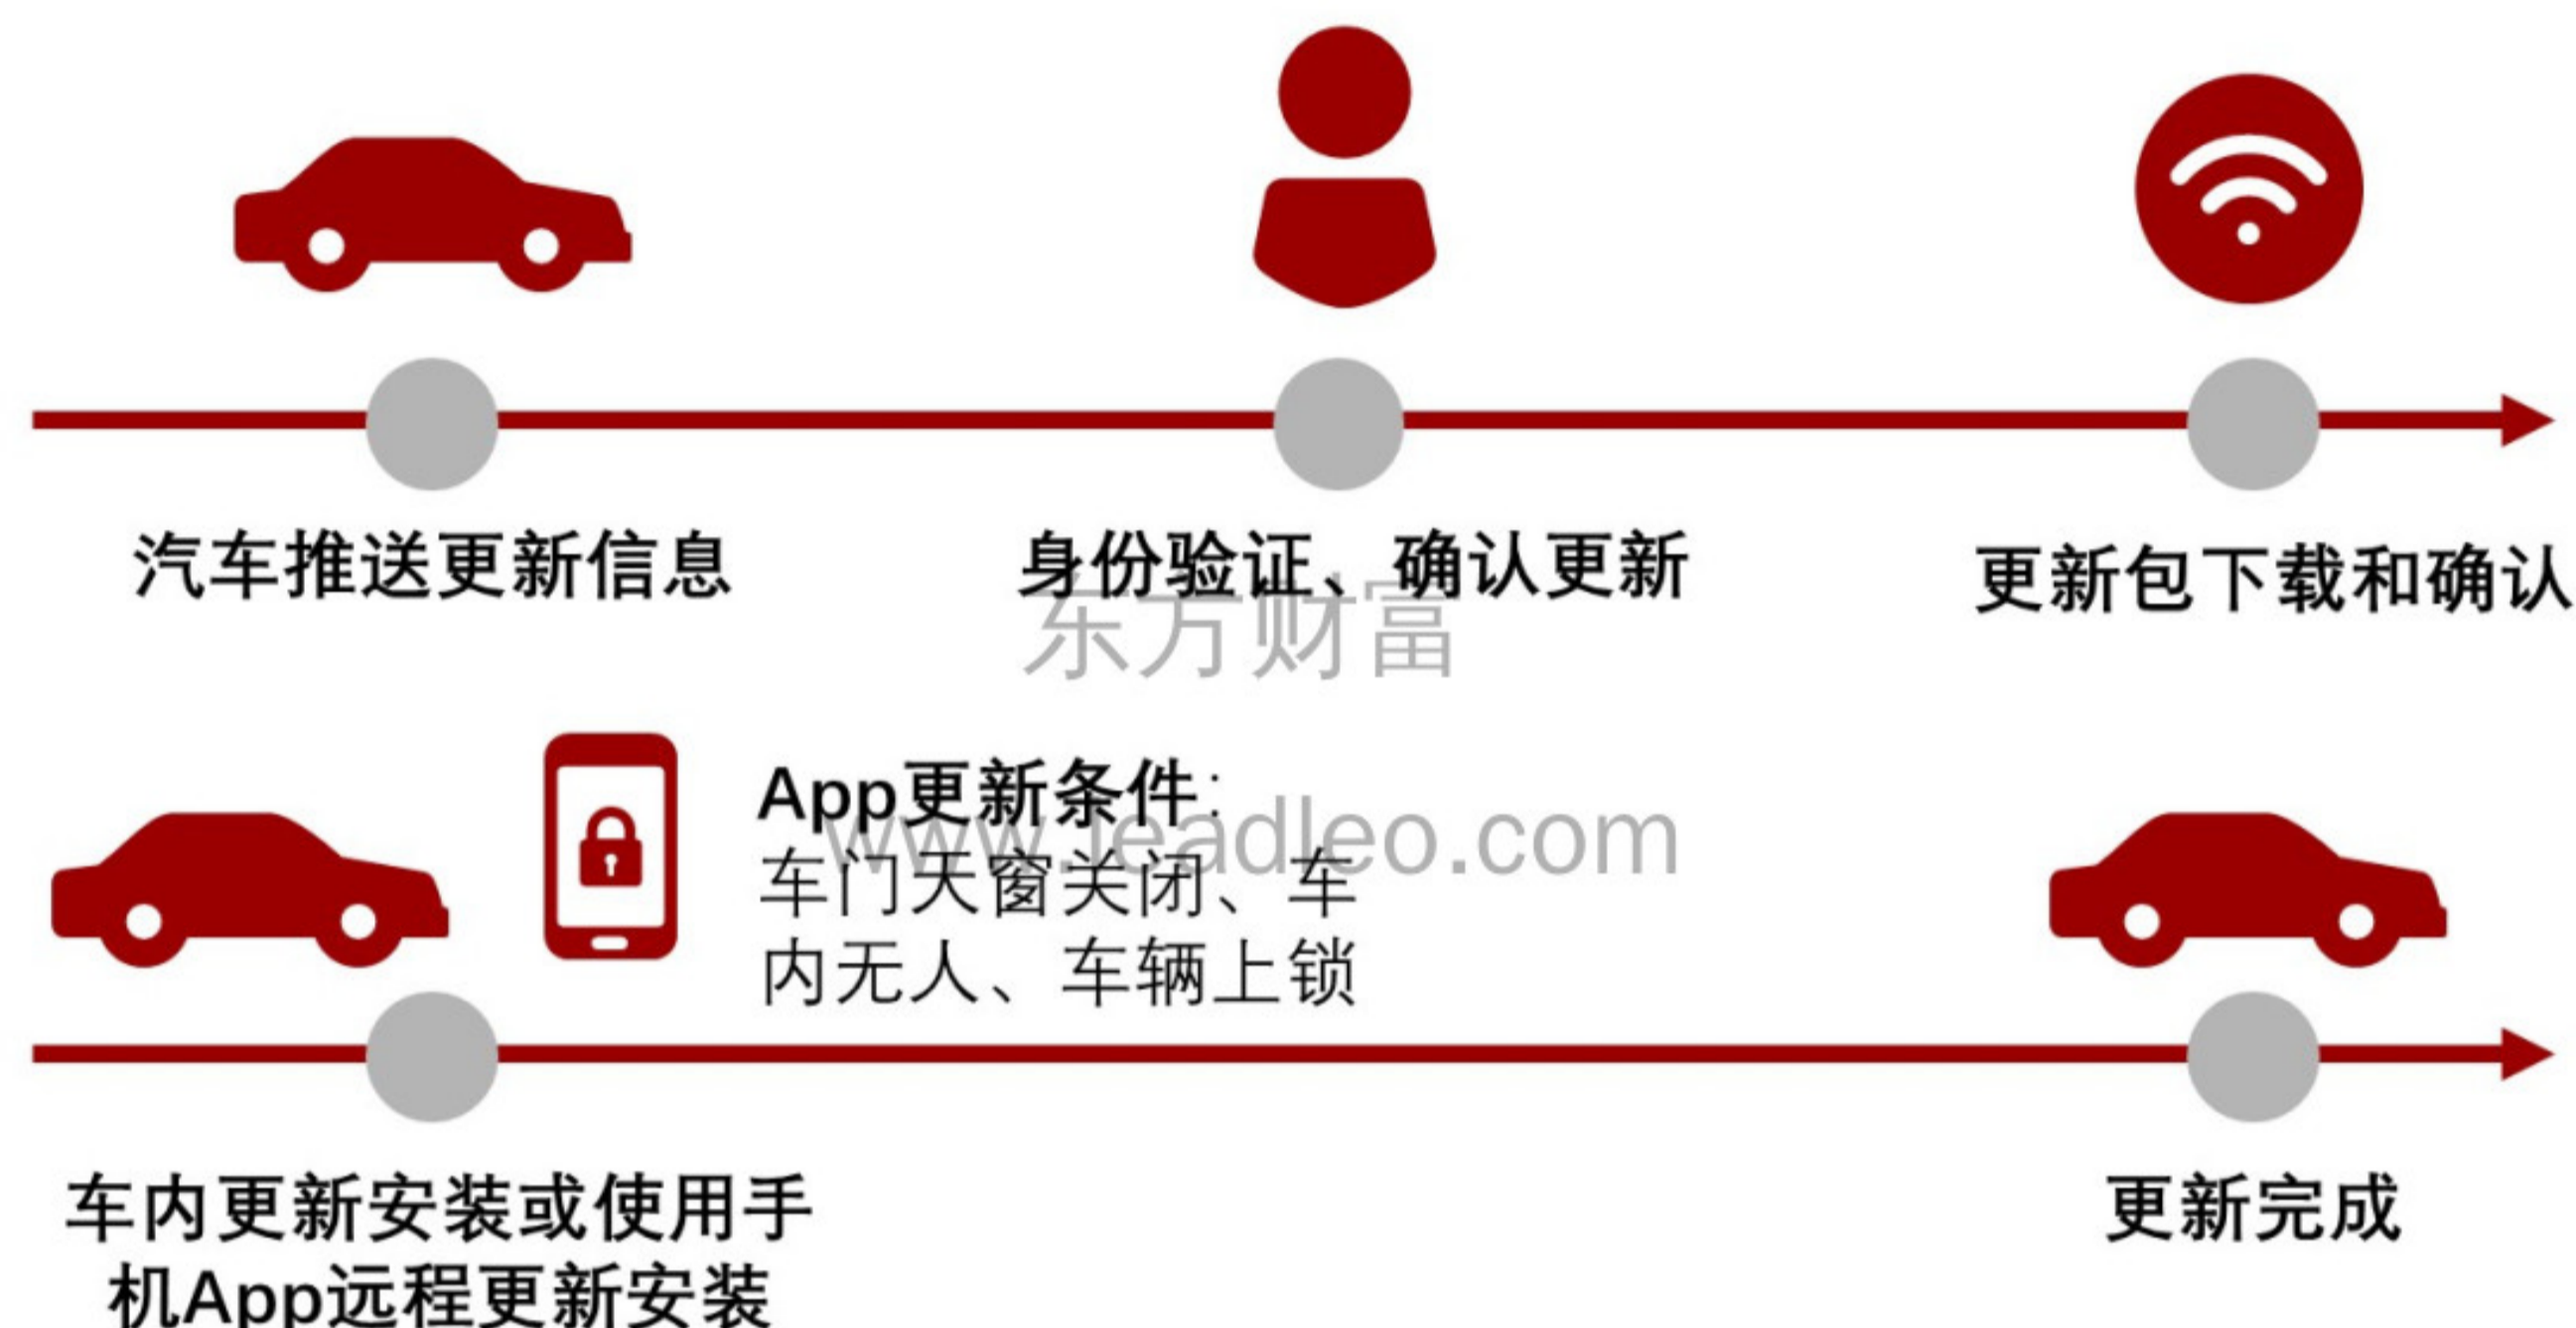 汽车推送更新信息
身份验证、确认更新
更新包下载和确认
东方财富
App更新条件:
www.leadleo.com
车门天窗关闭、车
内无人、车辆上锁
车内更新安装或使用手
机App远程更新安装
更新完成